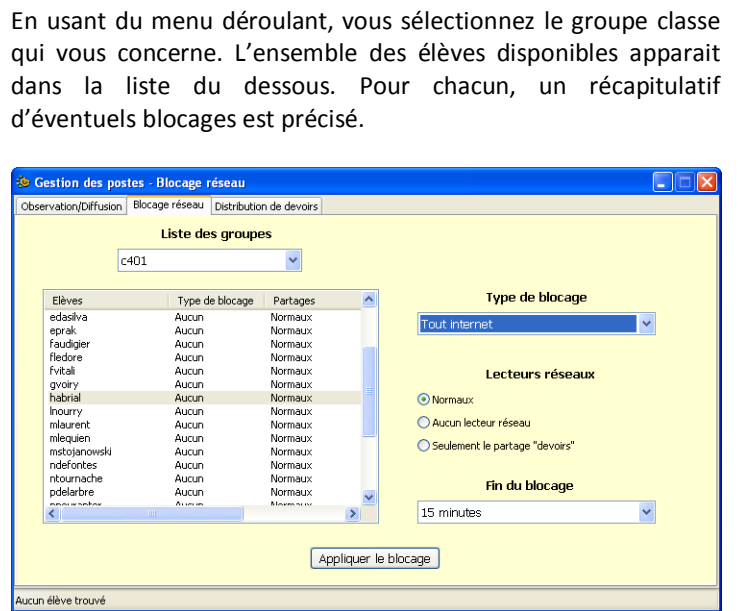 En usant du menu déroulant, vous sélectionnez le groupe classe
qui vous concerne. L'ensemble des élèves disponibles apparait
dans la liste du dessous. Pour chacun, un récapitulatif
d'éventuels blocages est précisé.
Gestion des postes - Blocage réseau
Observation/Diffusion Blocage réseau Distribution de devoirs
Liste des groupes
c401
Elèves Type de blocage Partages
edasilva Aucun Normaux
eprak Aucun Normaux
faudigier Aucun Normaux
fledore Aucun Normaux
fvitali Aucun Normaux
gvoiry Aucun Normaux
habrial Aucun Normaux
lnourry Aucun Normaux
mlaurent Aucun Normaux
mlequien Aucun Normaux
mstojanowski Aucun Normaux
ndefontes Aucun Normaux
ntournache Aucun Normaux
pdelarbre Aucun Normaux
Aucun Normaux
Type de blocage
Tout internet
Lecteurs réseaux
Normaux
Aucun lecteur réseau
Seulement le partage "devoirs"
Fin du blocage
15 minutes
Appliquer le blocage
Aucun élève trouvé